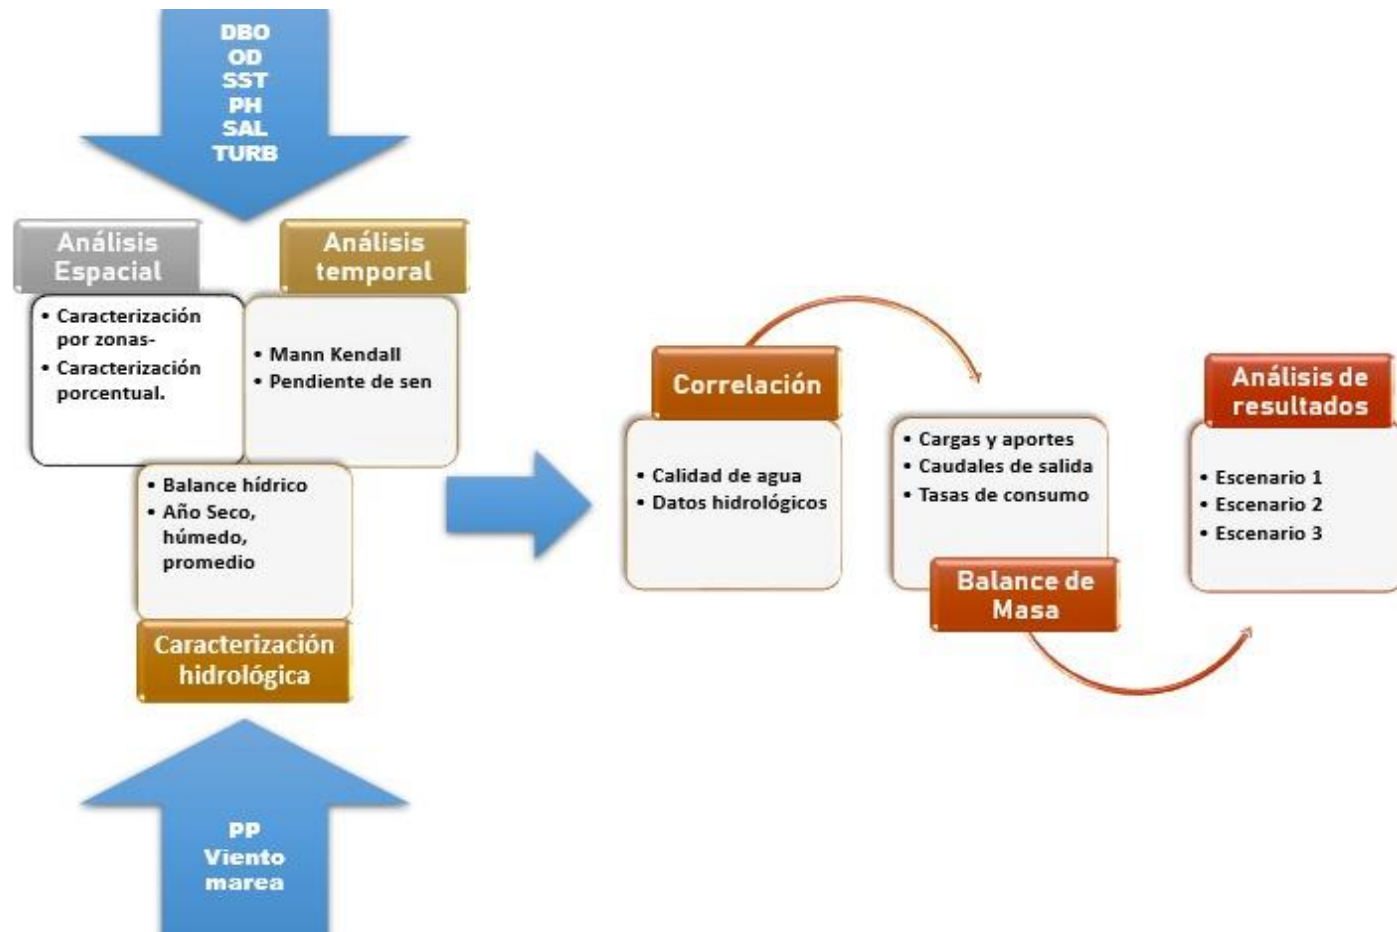 DBO
OD
SST
PH
SAL
TURB
Análisis
Espacial
• Caracterización
por zonas-
• Caracterización
porcentual.
Análisis
temporal
• Mann Kendall
• Pendiente de sen
• Balance hídrico
• Año Seco,
húmedo,
promedio
Caracterización
hidrológica
PP
Viento
marea
Correlación
• Calidad de agua
• Datos hidrológicos
• Cargas y aportes
• Caudales de salida
• Tasas de consumo
Balance de
Masa
Análisis de
resultados
• Escenario 1
• Escenario 2
• Escenario 3